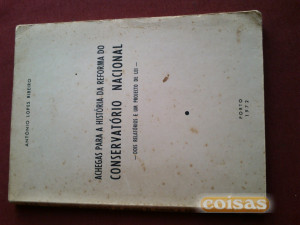 ANTÓNIO LOPES RIBEIRO
ACHEGAS PARA A HISTÓRIA DA REFORMA DO
CONSERVATÓRIO NACIONAL
— DOIS RELATÓRIOS E UM PROJECTO DE LEI —
PORTO
1972
coisas